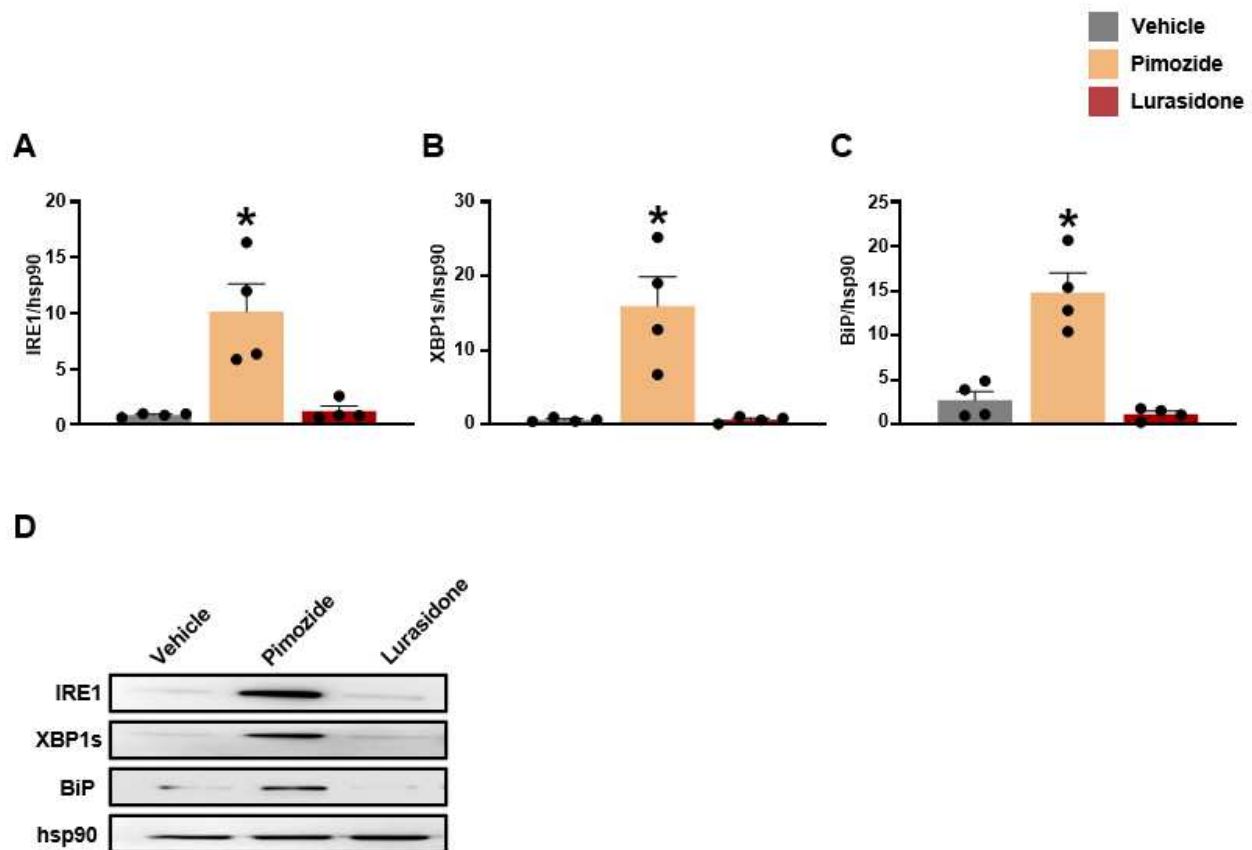 Vehicle
Pimozide
Lurasidone
A
B
C
IRE1/hsp90
20
15
10
5
0
*
XBP1s/hsp90
30
20
10
0
*
BiP/hsp90
25
20
15
10
5
0
*
D
Vehicle
Pimozide
Lurasidone
IRE1
XBP1s
BiP
hsp90